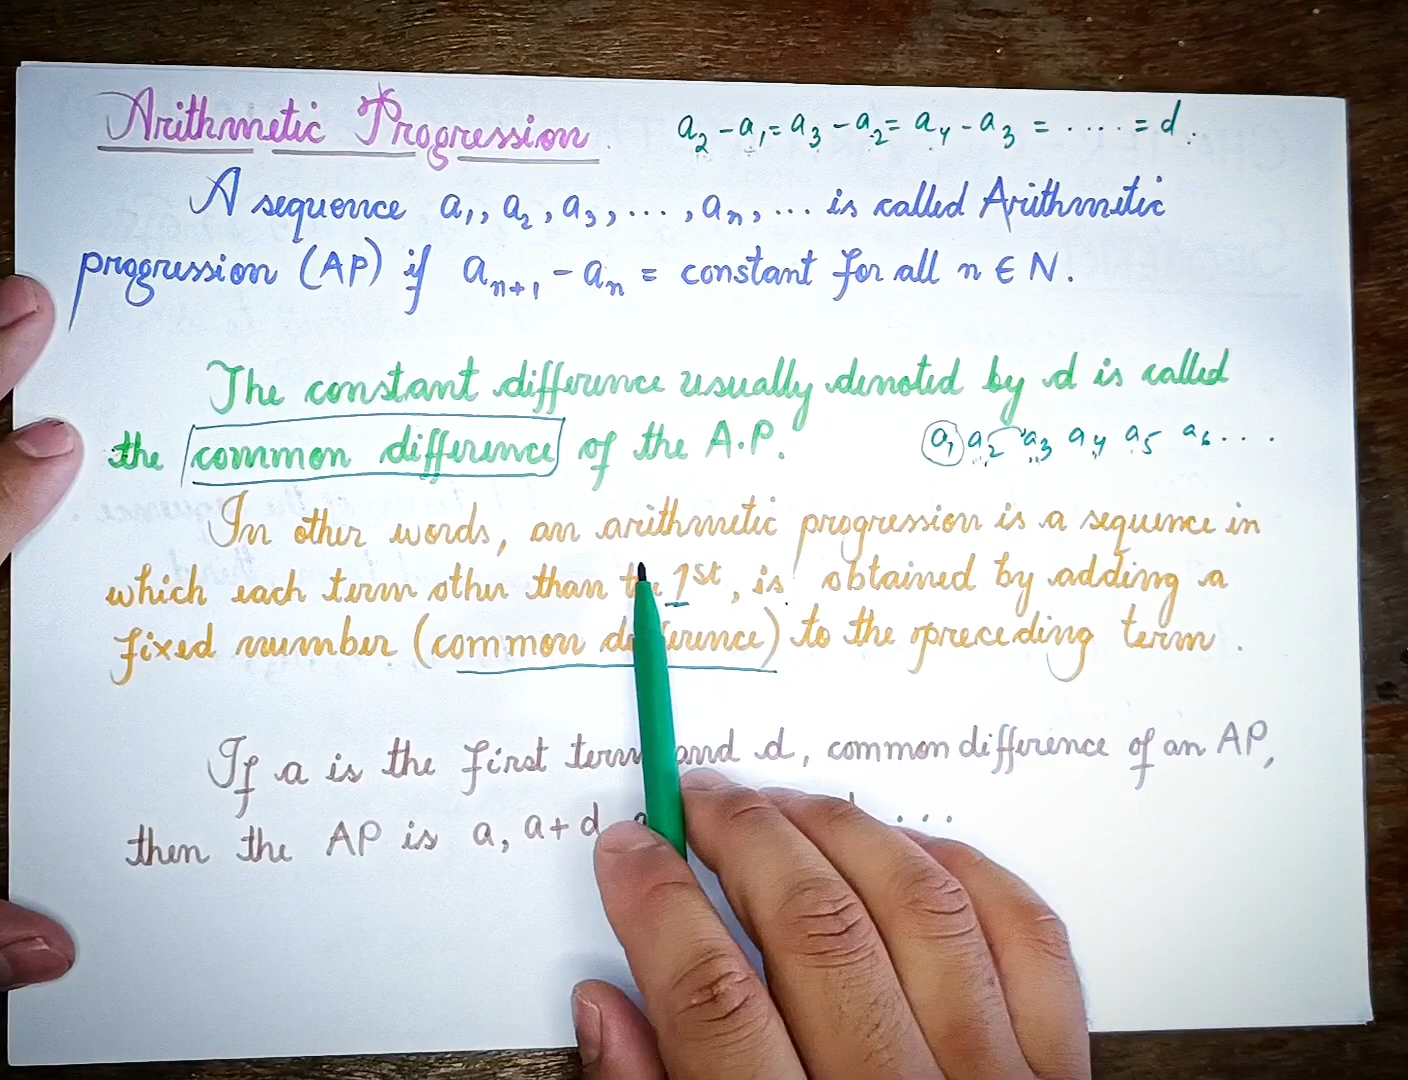 Arithmetic Progression.
a₂ - a₁ = a₃ - a₂ = a₄ - a₃ = ..... = d.
A sequence a₁, a₂, a₃, ..., aₙ, ... is called Arithmetic
progression (AP) if aₙ₊₁ - aₙ = constant for all n ∈ N.
The constant difference usually denoted by d is called
the common difference of the A.P.
a₁ a₂ a₃ a₄ a₅ a₆ ....
In other words, an arithmetic progression is a sequence in
which each term other than the 1st, is obtained by adding a
fixed number (common difference) to the preceding term.
If a is the first term and d, common difference of an AP,
then the AP is a, a+d ...